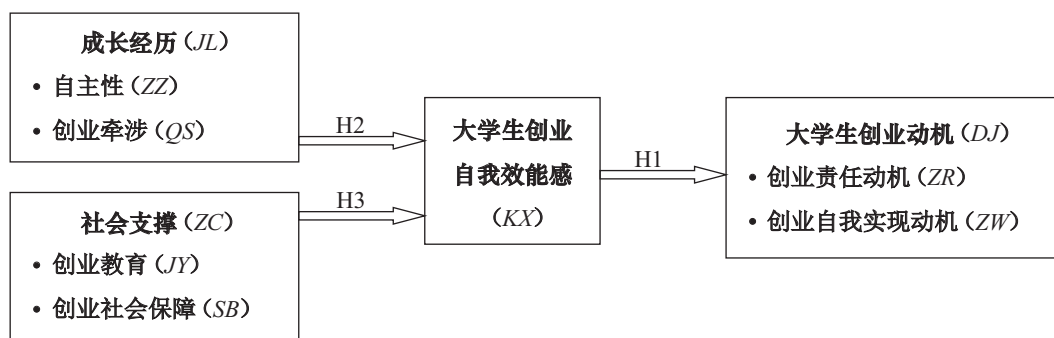 成长经历(JL)
• 自主性(ZZ)
• 创业牵涉(QS)
社会支撑(ZC)
• 创业教育(JY)
• 创业社会保障(SB)
H2
H3
大学生创业
自我效能感
(KX)
H1
大学生创业动机(DJ)
• 创业责任动机(ZR)
• 创业自我实现动机(ZW)